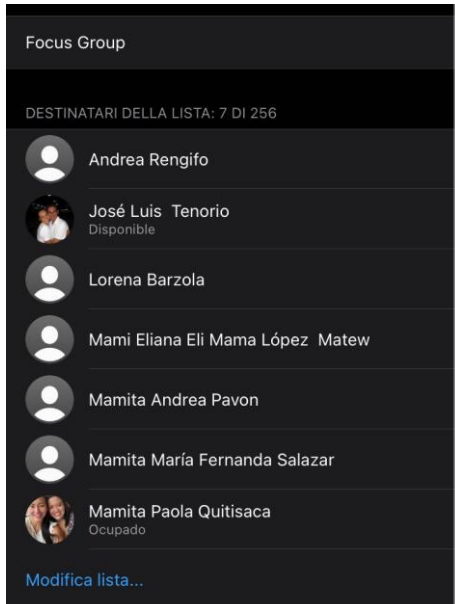 Focus Group
DESTINATARI DELLA LISTA: 7 DI 256
Andrea Rengifo
José Luis  Tenorio
Disponible
Lorena Barzola
Mami Eliana Eli Mama López  Matew
Mamita Andrea Pavon
Mamita María Fernanda Salazar
Mamita Paola Quitisaca
Ocupado
Modifica lista...